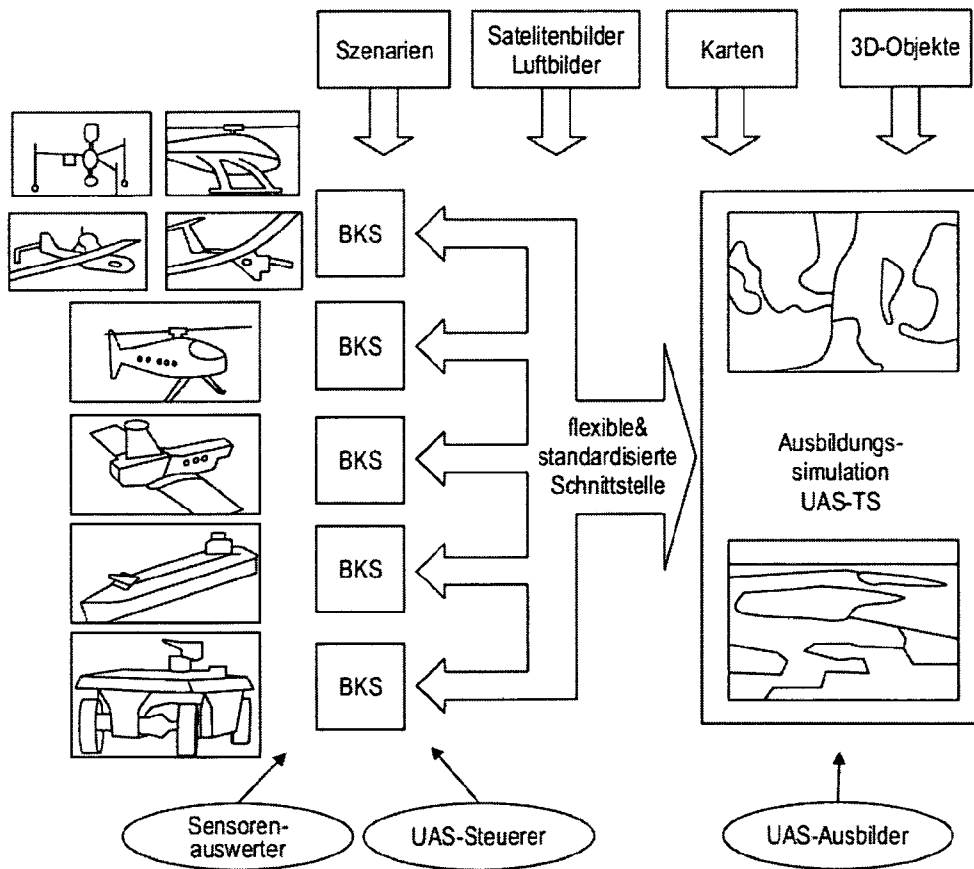 Szenarien
Satelitenbilder
Luftbilder
Karten
3D-Objekte
BKS
BKS
BKS
BKS
BKS
flexible&
standardisierte
Schnittstelle
Ausbildungs-
simulation
UAS-TS
Sensoren-
auswerter
UAS-Steuerer
UAS-Ausbilder